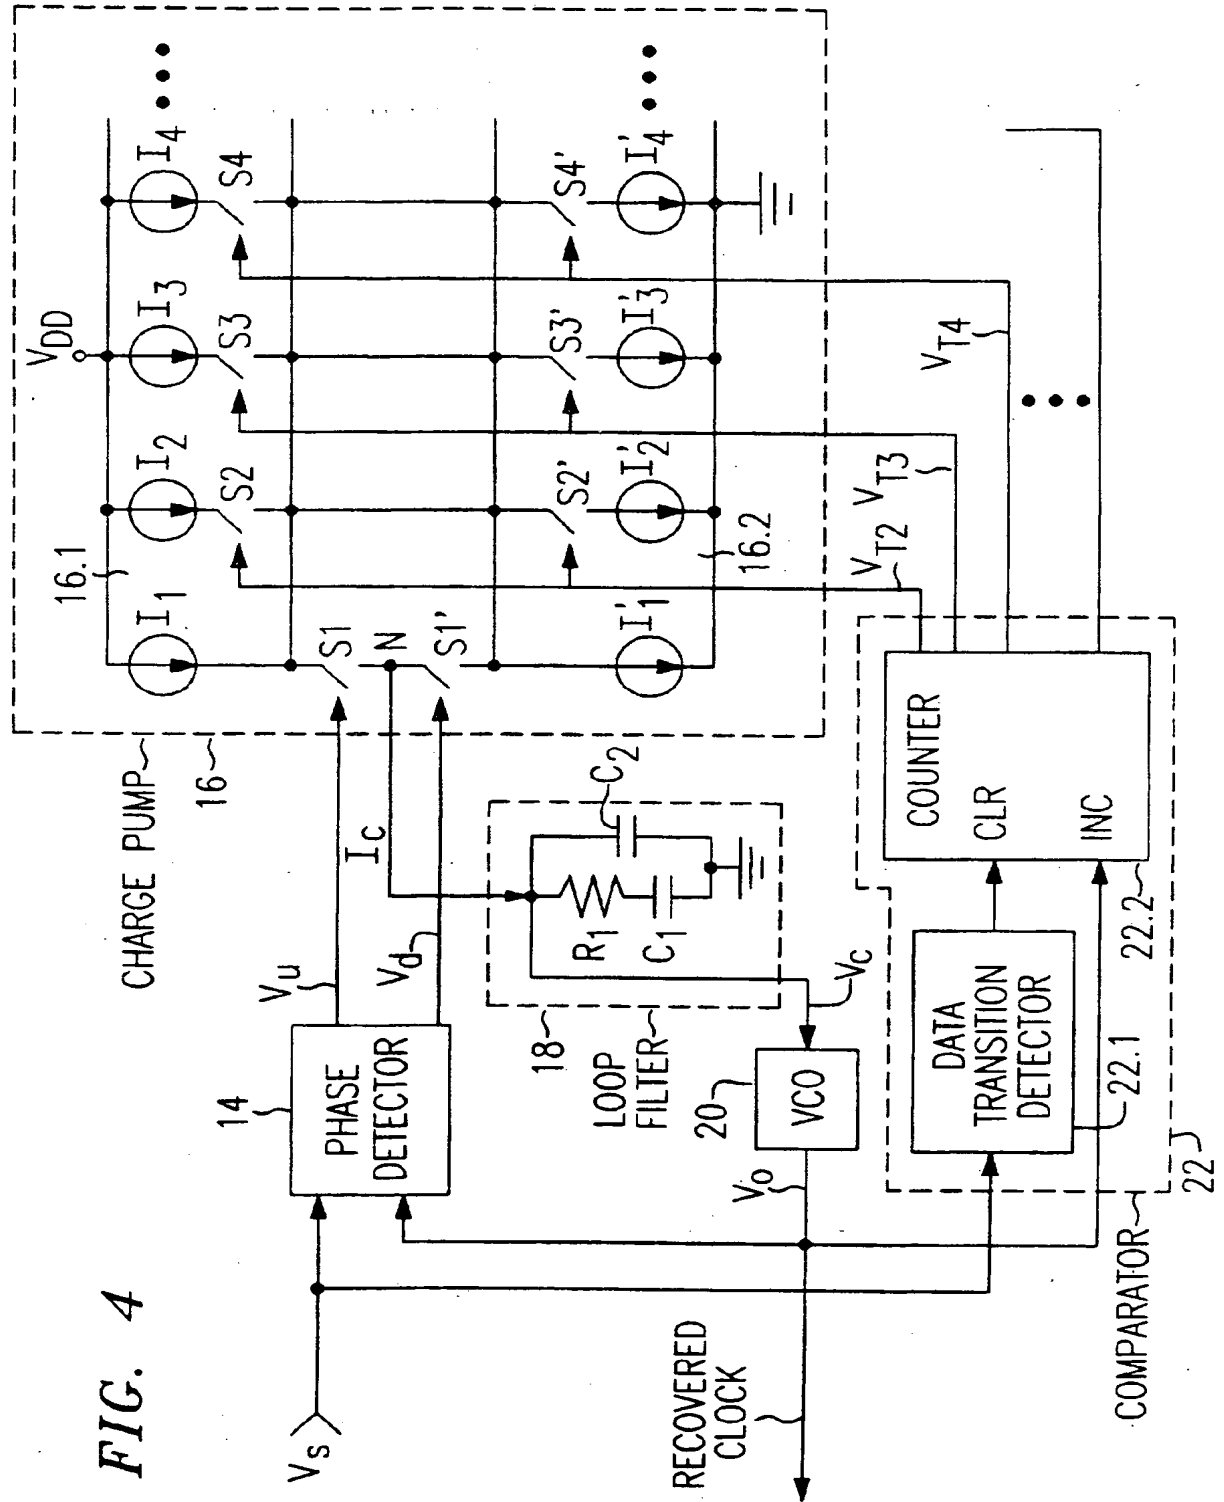 FIG. 4
V_S
14
PHASE
DETECTOR
V_u
V_d
CHARGE PUMP
16
I_C
16.1
V_DD
I_1
I_2
I_3
I_4
S1
S2
S3
S4
N
S1'
S2'
S3'
S4'
I'_1
I'_2
I'_3
I'_4
16.2
18
LOOP
FILTER
R_1
C_1
C_2
V_C
20
VCO
V_O
RECOVERED
CLOCK
V_T2
V_T3
V_T4
COUNTER
CLR
INC
22.2
DATA
TRANSITION
DETECTOR
22.1
COMPARATOR
22